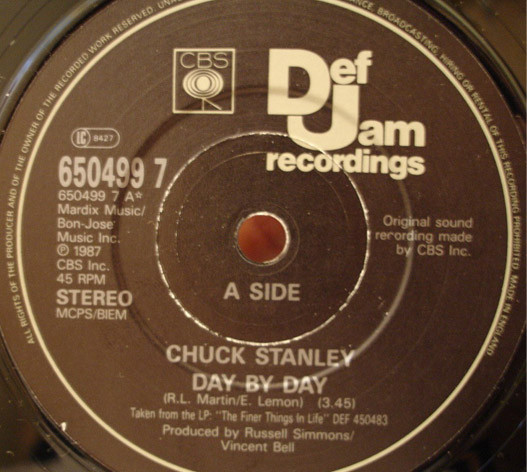 ALL RIGHTS OF THE PRODUCER AND OF THE OWNER OF THE RECORDED WORK RESERVED.
BROADCASTING, HIRING OR RENTAL OF THIS RECORDING PROHIBITED. MADE IN ENGLAND
CBS
Def
Jam
recordings
LC 8427
650499 7
650499 7 A☆
Mardix Music/
Bon-Jose'
Music Inc.
℗ 1987
CBS Inc.
45 RPM
STEREO
MCPS/BIEM
Original sound
recording made
by CBS Inc.
A SIDE
CHUCK STANLEY
DAY BY DAY
(R.L. Martin/E. Lemon) (3.45)
Taken from the LP: "The Finer Things In Life" DEF 450483
Produced by Russell Simmons/
Vincent Bell